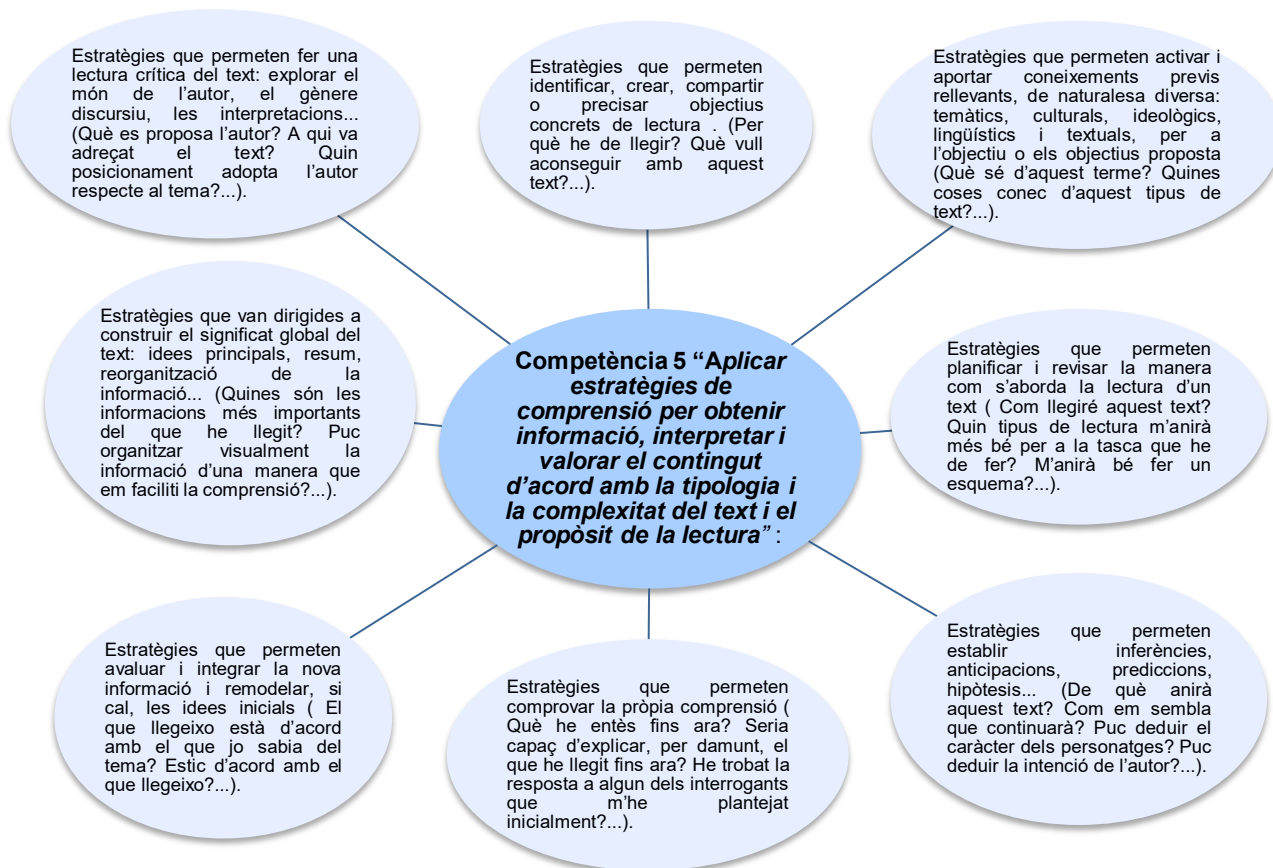 Estratègies que permeten fer una
lectura crítica del text: explorar el
món de l’autor, el gènere
discursiu, les interpretacions...
(Què es proposa l’autor? A qui va
adreçat el text? Quin
posicionament adopta l’autor
respecte al tema?...).
Estratègies que permeten
identificar, crear, compartir
o precisar objectius
concrets de lectura . (Per
què he de llegir? Què vull
aconseguir amb aquest
text?...).
Estratègies que permeten activar i
aportar coneixements previs
rellevants, de naturalesa diversa:
temàtics, culturals, ideològics,
lingüístics i textuals, per a
l’objectiu o els objectius proposta
(Què sé d’aquest terme? Quines
coses conec d’aquest tipus de
text?...).
Estratègies que van dirigides a
construir el significat global del
text: idees principals, resum,
reorganització de la
informació... (Quines són les
informacions més importants
del que he llegit? Puc
organitzar visualment la
informació d’una manera que
em faciliti la comprensió?...).
Competència 5 “Aplicar
estratègies de
comprensió per obtenir
informació, interpretar i
valorar el contingut
d’acord amb la tipologia i
la complexitat del text i el
propòsit de la lectura” :
Estratègies que permeten
planificar i revisar la manera
com s’aborda la lectura d’un
text ( Com llegiré aquest text?
Quin tipus de lectura m’anirà
més bé per a la tasca que he
de fer? M’anirà bé fer un
esquema?...).
Estratègies que permeten
avaluar i integrar la nova
informació i remodelar, si
cal, les idees inicials ( El
que llegeixo està d’acord
amb el que jo sabia del
tema? Estic d’acord amb el
que llegeixo?...).
Estratègies que permeten
comprovar la pròpia comprensió (
Què he entès fins ara? Seria
capaç d’explicar, per damunt, el
que he llegit fins ara? He trobat la
resposta a algun dels interrogants
que m’he plantejat
inicialment?...).
Estratègies que permeten
establir inferències,
anticipacions, prediccions,
hipòtesis... (De què anirà
aquest text? Com em sembla
que continuarà? Puc deduir el
caràcter dels personatges? Puc
deduir la intenció de l’autor?...).